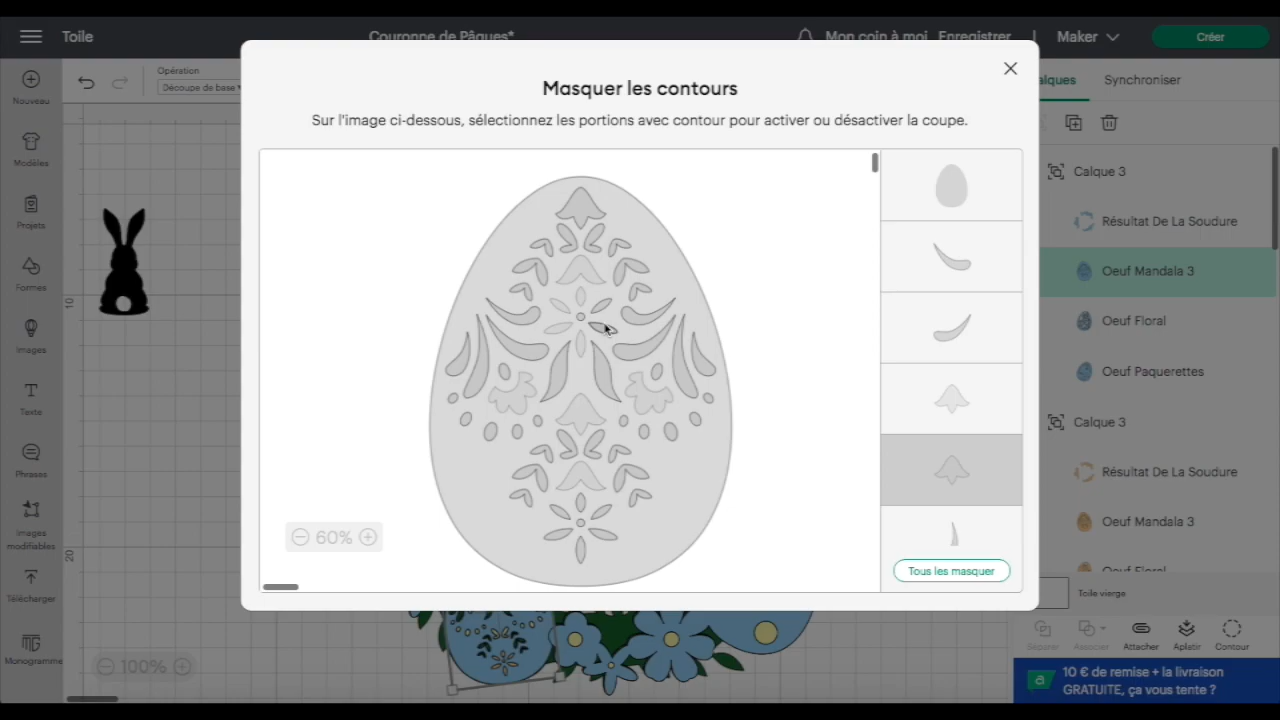 Toile
Couronne de Pâques*
Mon coin à moi
Enregistrer
Maker
Créer
Nouveau
Modèles
Projets
Formes
Images
Texte
Phrases
Images
modifiables
Télécharger
Monogramme
Opération
Découpe de base
10
20
100%
Masquer les contours
Sur l'image ci-dessous, sélectionnez les portions avec contour pour activer ou désactiver la coupe.
60%
Tous les masquer
Synchroniser
Calque 3
Résultat De La Soudure
Oeuf Mandala 3
Oeuf Floral
Oeuf Paquerettes
Calque 3
Résultat De La Soudure
Oeuf Mandala 3
Oeuf Floral
Toile vierge
Séparer
Associer
Attacher
Aplatir
Contour
a
10 € de remise + la livraison
GRATUITE, ça vous tente ?